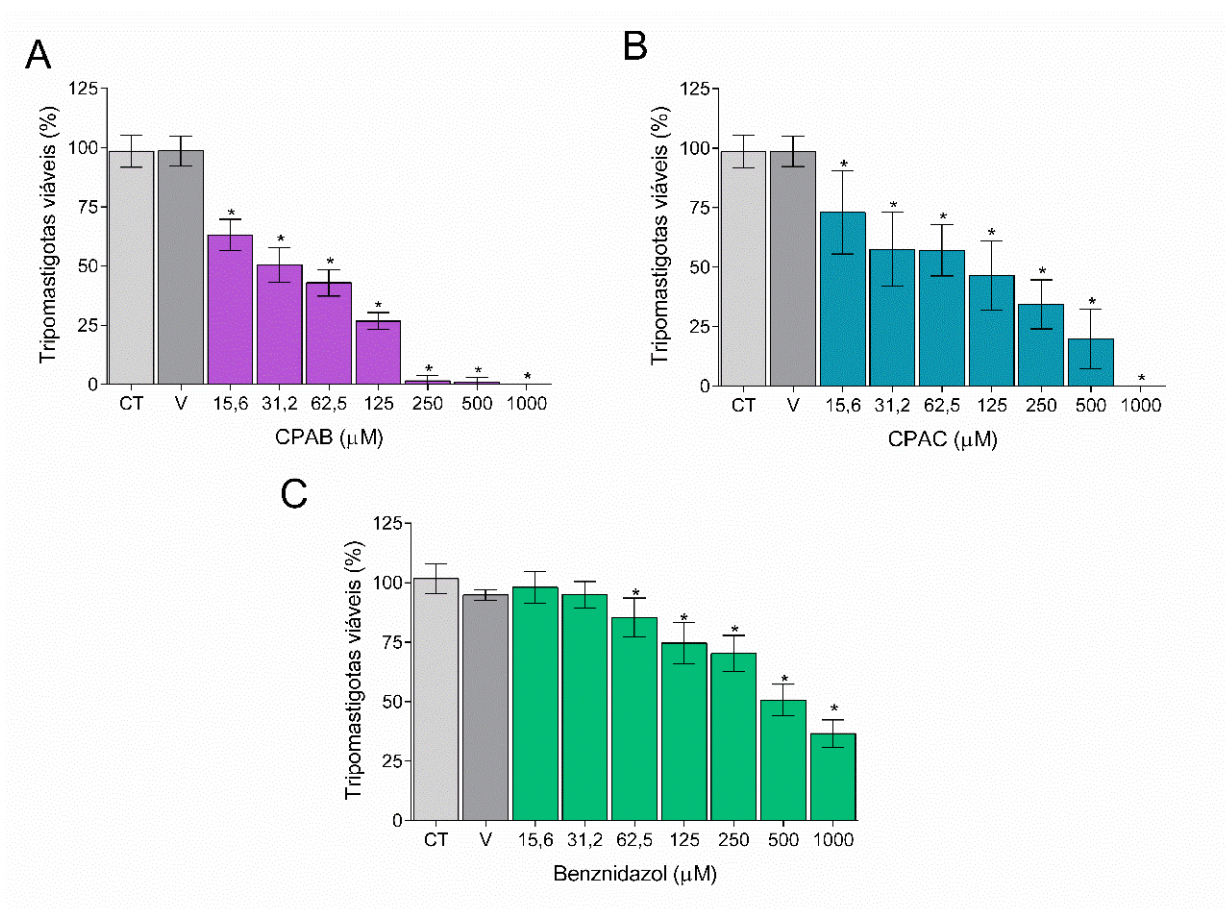 A
125
100
75
50
25
0
Tripomastigotas viáveis (%)
* * * * * * *
CT V 15,6 31,2 62,5 125 250 500 1000
CPAB (μM)
B
125
100
75
50
25
0
Tripomastigotas viáveis (%)
* * * * * * *
CT V 15,6 31,2 62,5 125 250 500 1000
CPAC (μM)
C
125
100
75
50
25
0
Tripomastigotas viáveis (%)
* * * * *
CT V 15,6 31,2 62,5 125 250 500 1000
Benznidazol (μM)